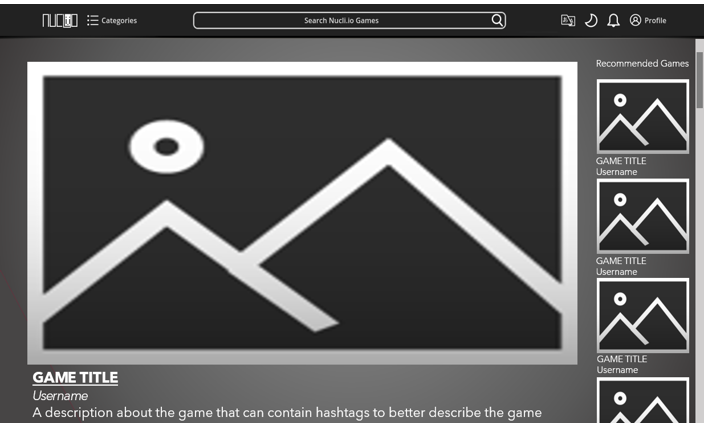 NUCLIO
Categories
Search Nucli.io Games
Profile
Recommended Games
GAME TITLE
Username
GAME TITLE
Username
GAME TITLE
Username
GAME TITLE
Username
A description about the game that can contain hashtags to better describe the game